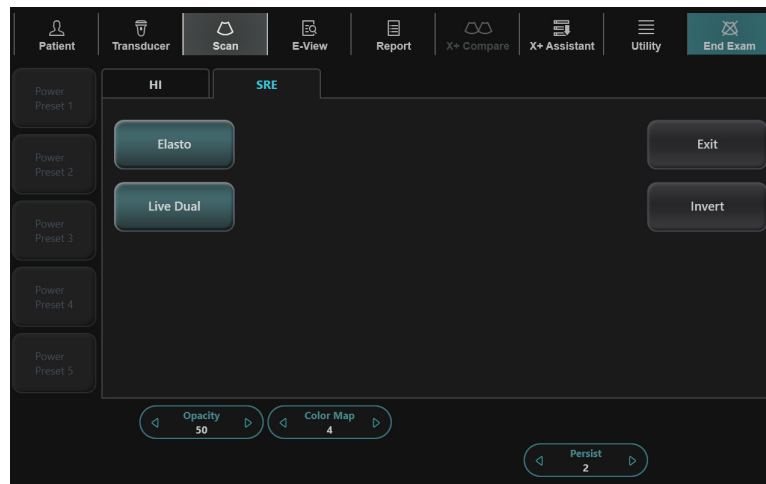 Patient
Transducer
Scan
E-View
Report
X+ Compare
X+ Assistant
Utility
End Exam
Power
Preset 1
HI
SRE
Elasto
Exit
Power
Preset 2
Live Dual
Invert
Power
Preset 3
Power
Preset 4
Power
Preset 5
Opacity
50
Color Map
4
Persist
2